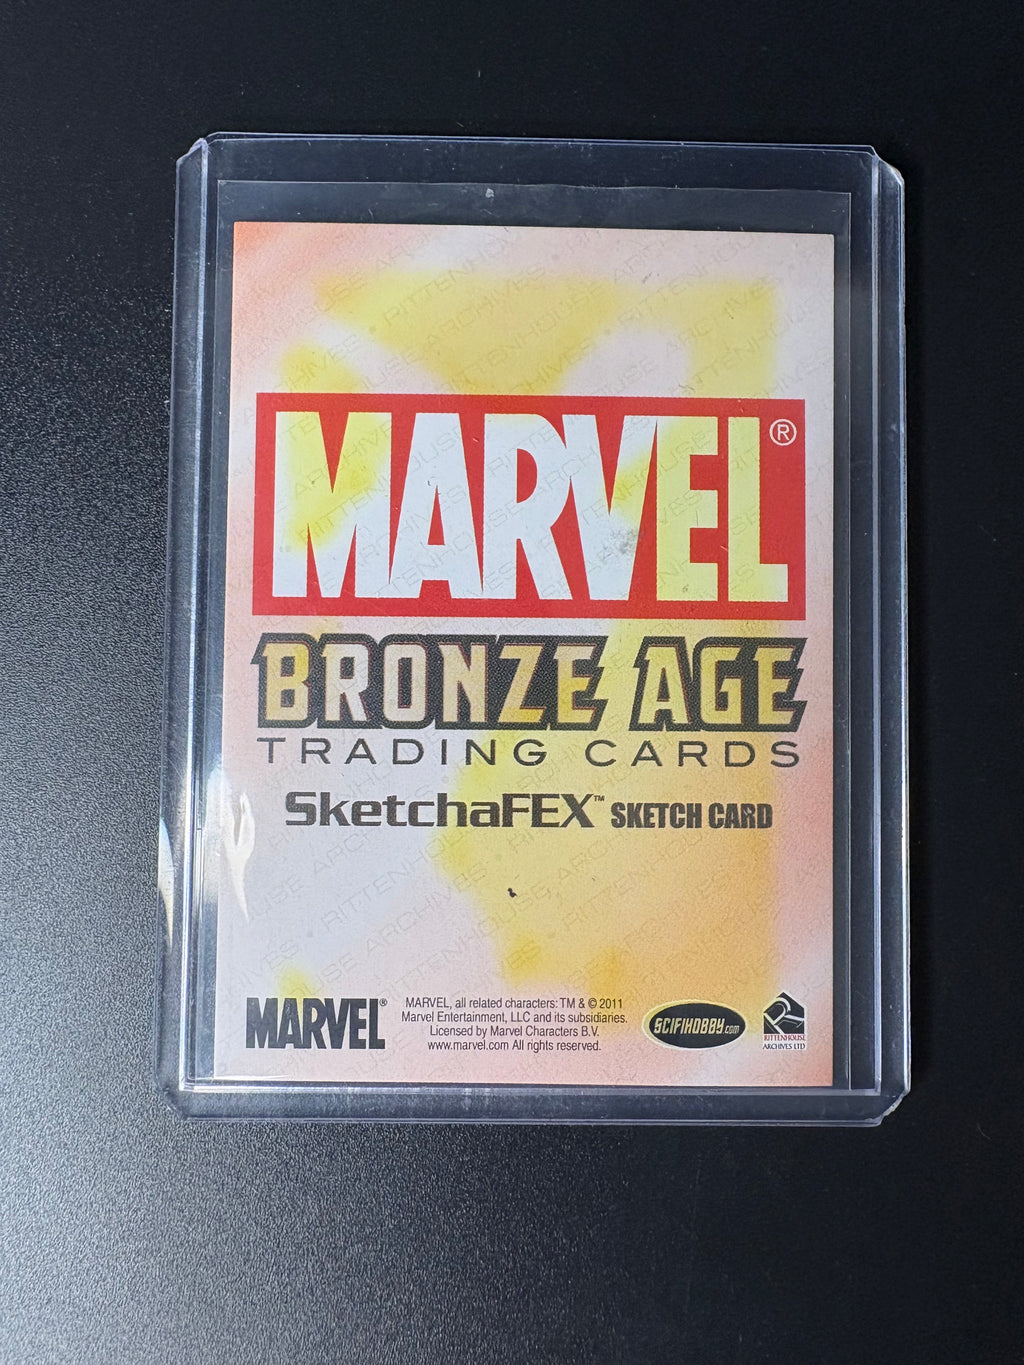 MARVEL®
BRONZE AGE
TRADING CARDS
SketchaFEX™ SKETCH CARD
MARVEL®
MARVEL, all related characters: TM & © 2011
Marvel Entertainment, LLC and its subsidiaries.
Licensed by Marvel Characters B.V.
www.marvel.com All rights reserved.
SCIFIHOBBY.com
RITTENHOUSE
ARCHIVES LTD